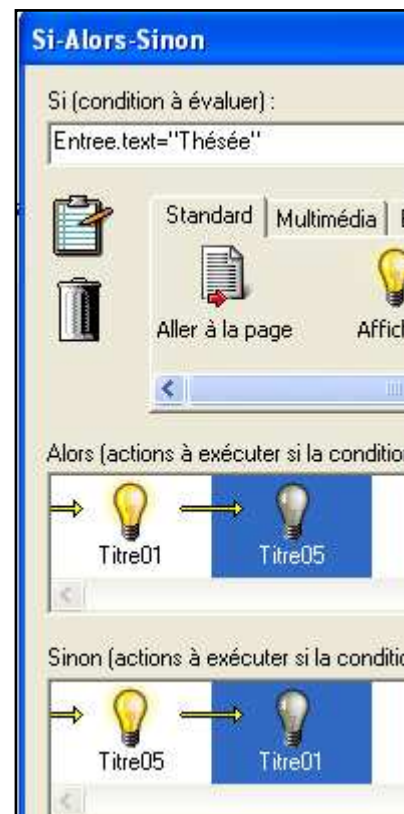 Si-Alors-Sinon
Si (condition à évaluer) :
Entree.text="Thésée"
Standard Multimédia
Aller à la page Affich
Alors (actions à exécuter si la condition
Titre01 Titre05
Sinon (actions à exécuter si la conditio
Titre05 Titre01